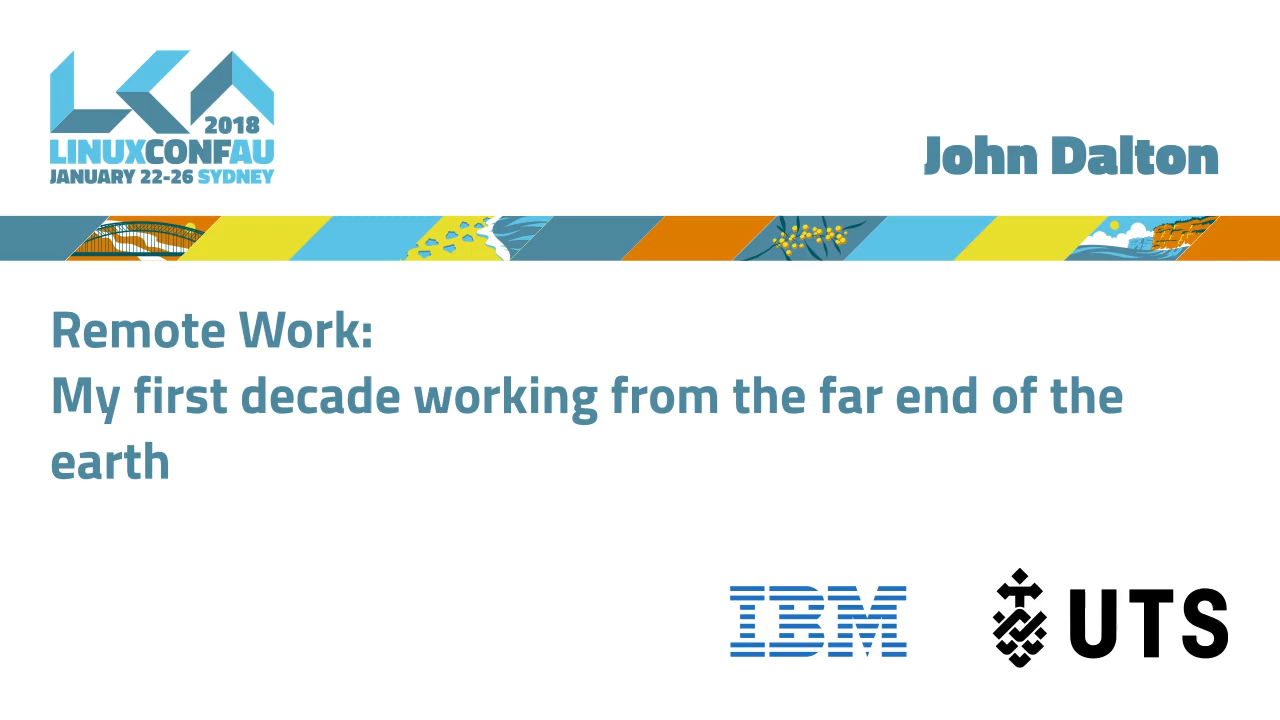 LCA
2018
LINUXCONFAU
JANUARY 22-26 SYDNEY
John Dalton
Remote Work:
My first decade working from the far end of the
earth
IBM
UTS